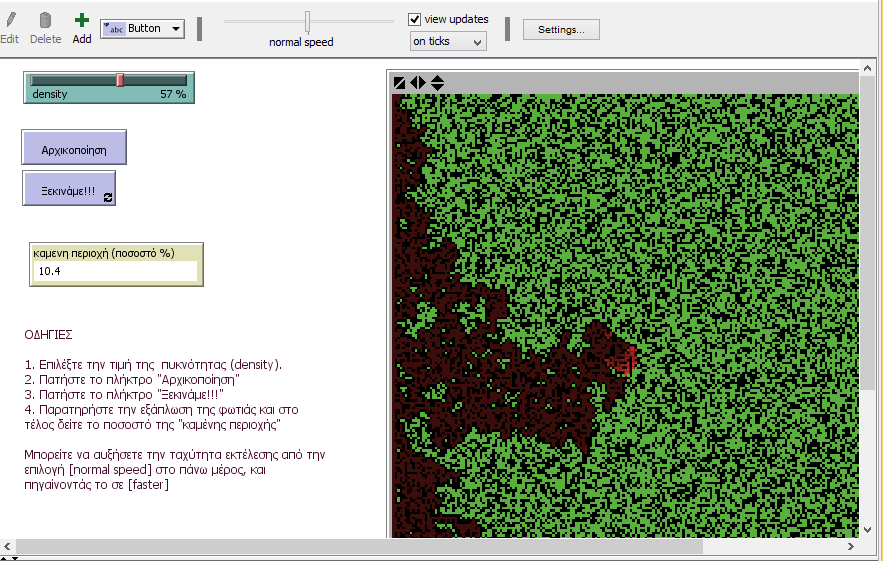 Edit
Delete
Add
abc Button
normal speed
view updates
on ticks
Settings...
density 57 %
Αρχικοποίηση
Ξεκινάμε!!!
καμενη περιοχή (ποσοστό %)
10.4
ΟΔΗΓΙΕΣ
1. Επιλέξτε την τιμή της πυκνότητας (density).
2. Πατήστε το πλήκτρο "Αρχικοποίηση"
3. Πατήστε το πλήκτρο "Ξεκινάμε!!!"
4. Παρατηρήστε την εξάπλωση της φωτιάς και στο
τέλος δείτε το ποσοστό της "καμένης περιοχής"
Μπορείτε να αυξήσετε την ταχύτητα εκτέλεσης από την
επιλογή [normal speed] στο πάνω μέρος, και
πηγαίνοντάς το σε [faster]